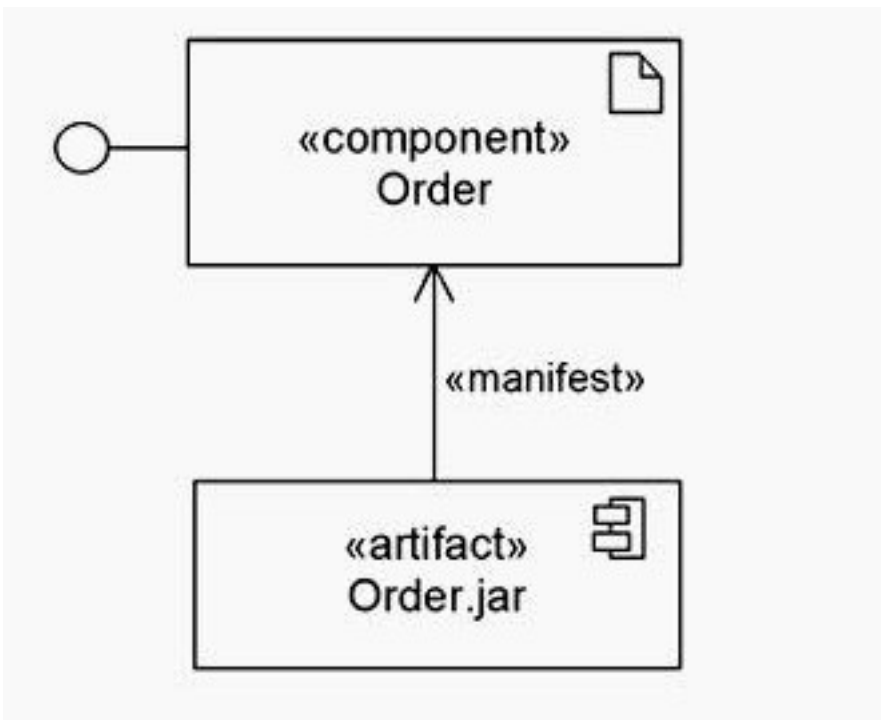 «component»
Order
«manifest»
«artifact»
Order.jar